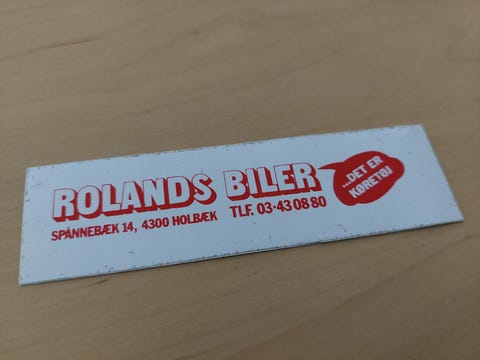 ROLANDS BILER
SPÅNNEBÆK 14, 4300 HOLBÆK TLF. 03·43 08 80
...DET ER
KØRETØJ